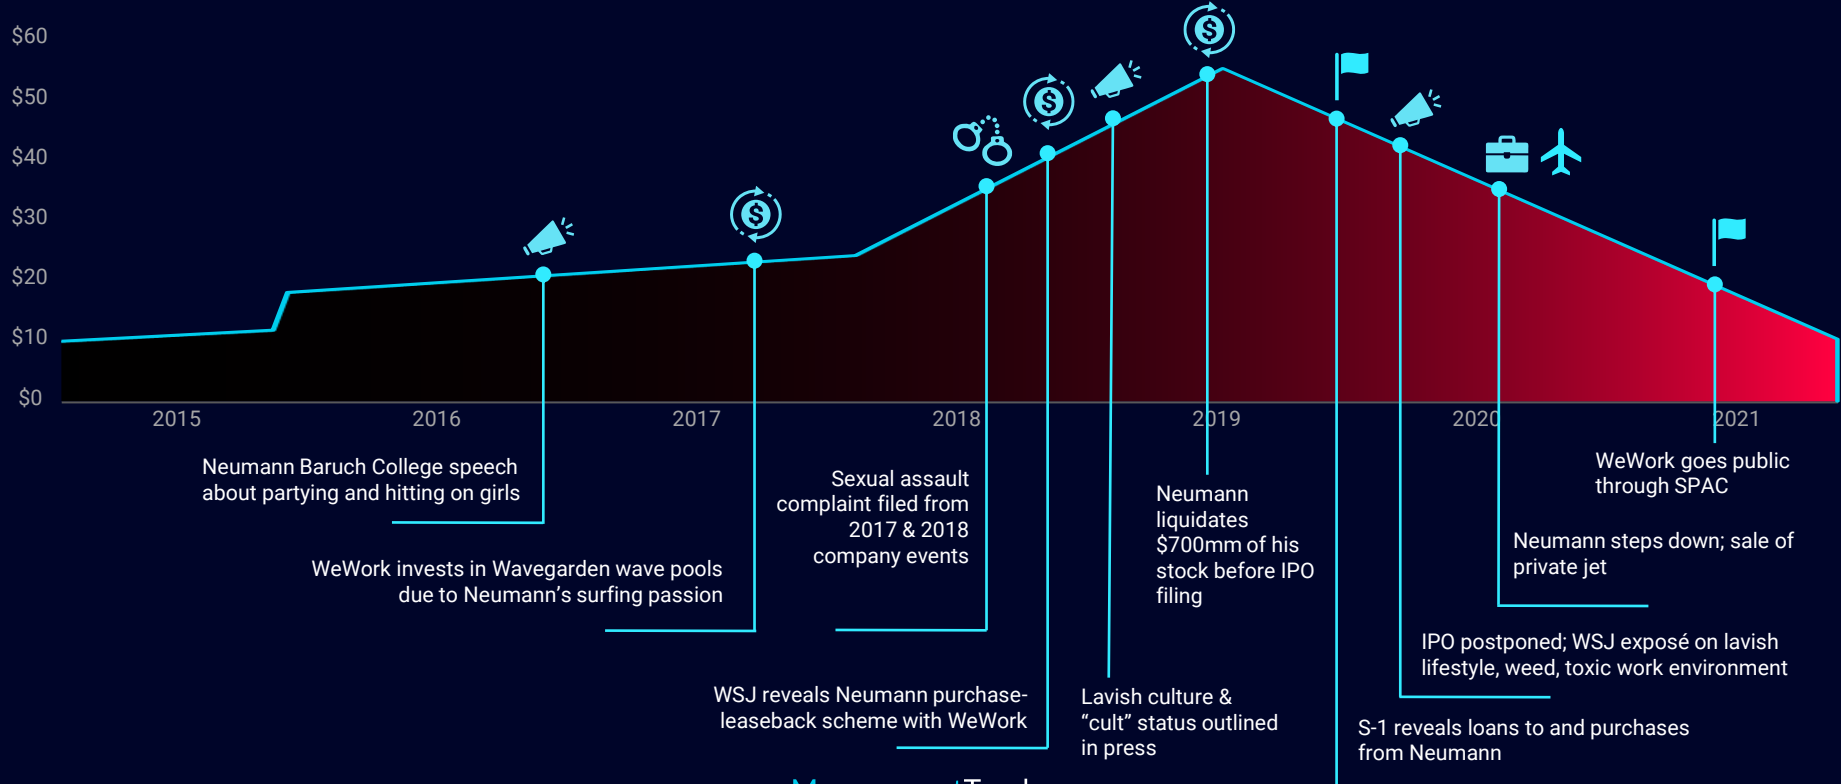 $60
$50
$40
$30
$20
$10
$0
2015
2016
2017
2018
2019
2020
2021
Neumann Baruch College speech
about partying and hitting on girls
WeWork invests in Wavegarden wave pools
due to Neumann’s surfing passion
Sexual assault
complaint filed from
2017 & 2018
company events
WSJ reveals Neumann purchase-
leaseback scheme with WeWork
Lavish culture &
“cult” status outlined
in press
Neumann
liquidates
$700mm of his
stock before IPO
filing
S-1 reveals loans to and purchases
from Neumann
IPO postponed; WSJ exposé on lavish
lifestyle, weed, toxic work environment
Neumann steps down; sale of
private jet
WeWork goes public
through SPAC